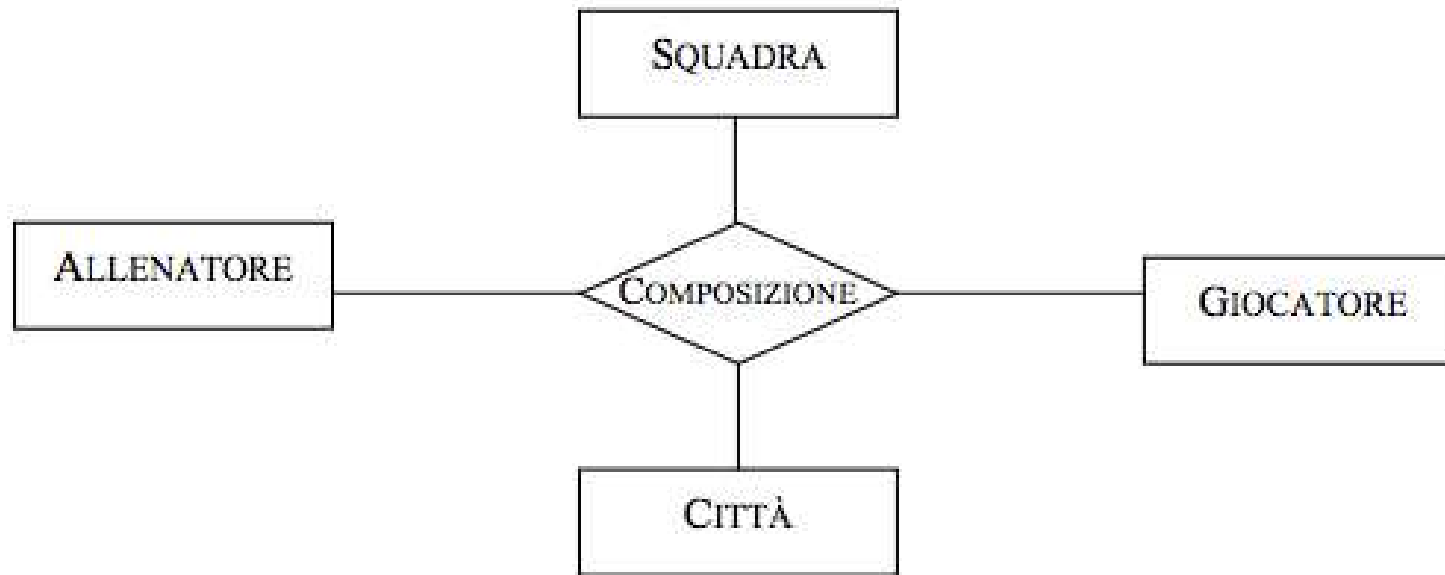 SQUADRA
ALLENATORE
COMPOSIZIONE
GIOCATORE
CITTÀ